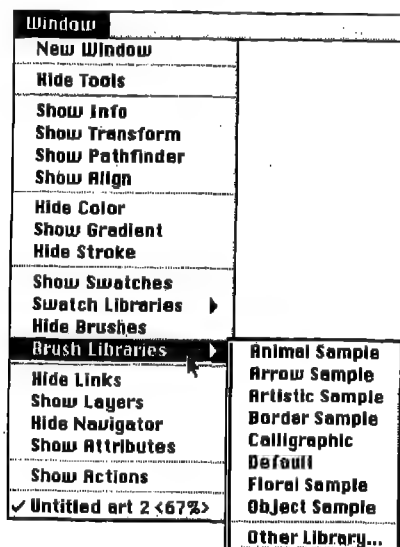 Window
New Window
Hide Tools
Show Info
Show Transform
Show Pathfinder
Show Align
Hide Color
Show Gradient
Hide Stroke
Show Swatches
Swatch Libraries
Hide Brushes
Brush Libraries
Hide Links
Show Layers
Hide Navigator
Show Attributes
Show Actions
✓ Untitled art 2 <67%>
Animal Sample
Arrow Sample
Artistic Sample
Border Sample
Calligraphic
Default
Floral Sample
Object Sample
Other Library...